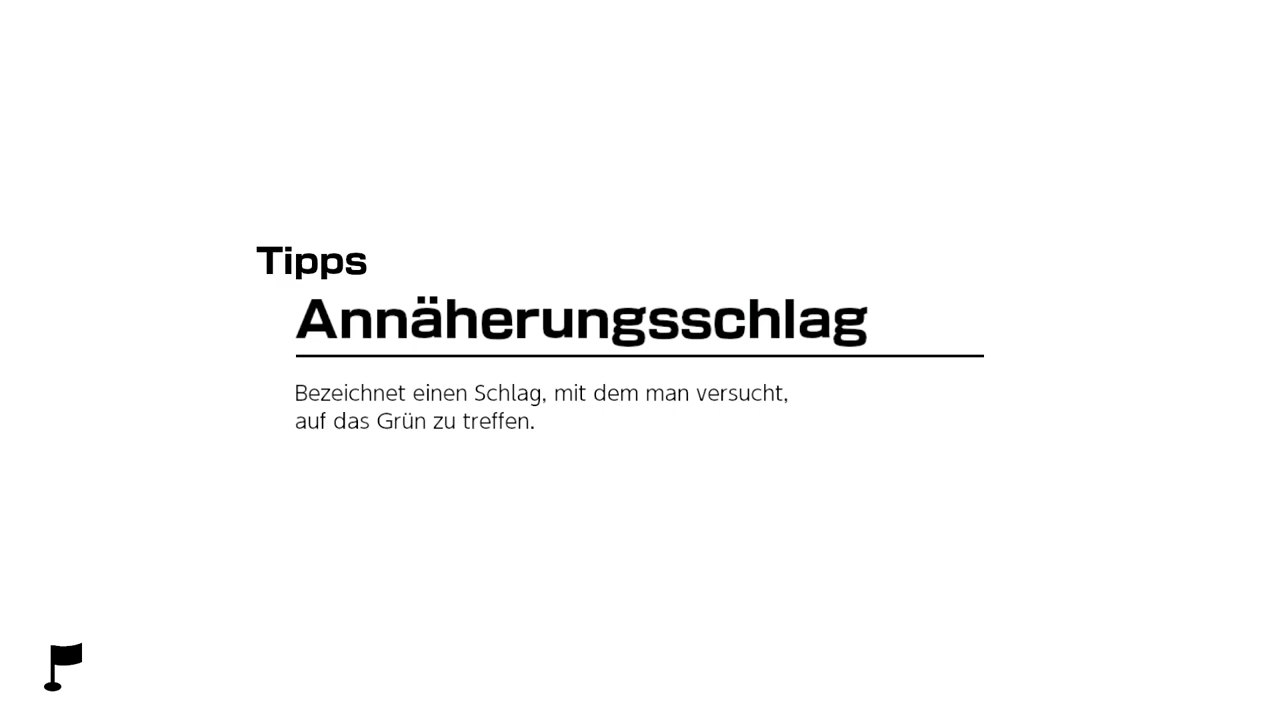 Tipps
Annäherungsschlag
Bezeichnet einen Schlag, mit dem man versucht,
auf das Grün zu treffen.